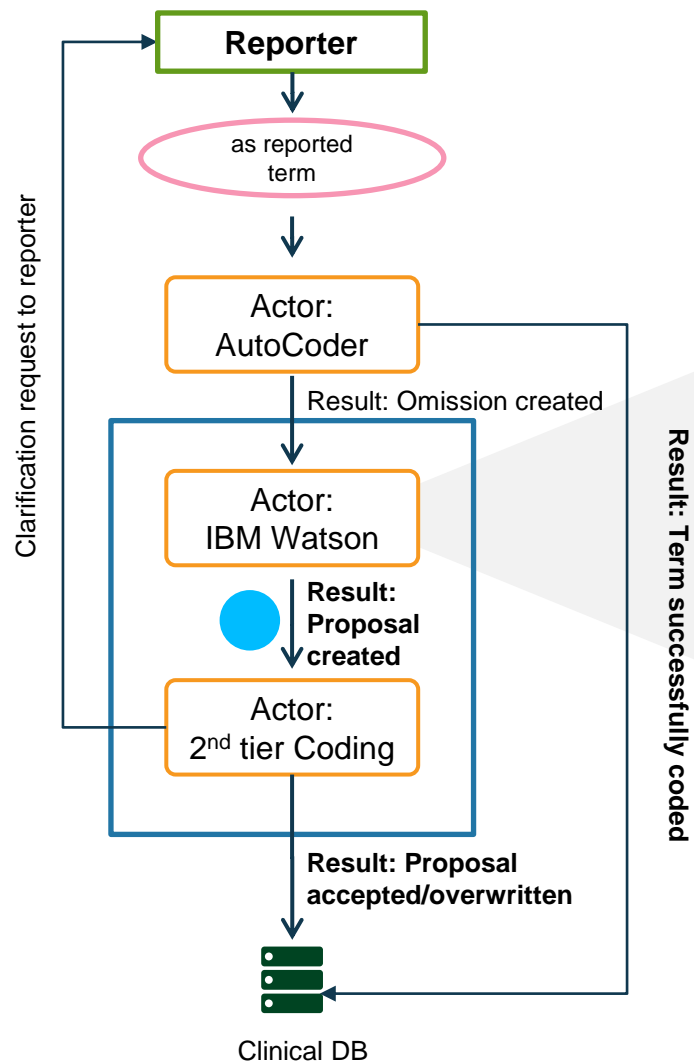 Reporter
as reported
term
Clarification request to reporter
Actor:
AutoCoder
Result: Omission created
Actor:
IBM Watson
Result: Term successfully coded
Result:
Proposal
created
Actor:
2nd tier Coding
Result: Proposal
accepted/overwritten
Clinical DB